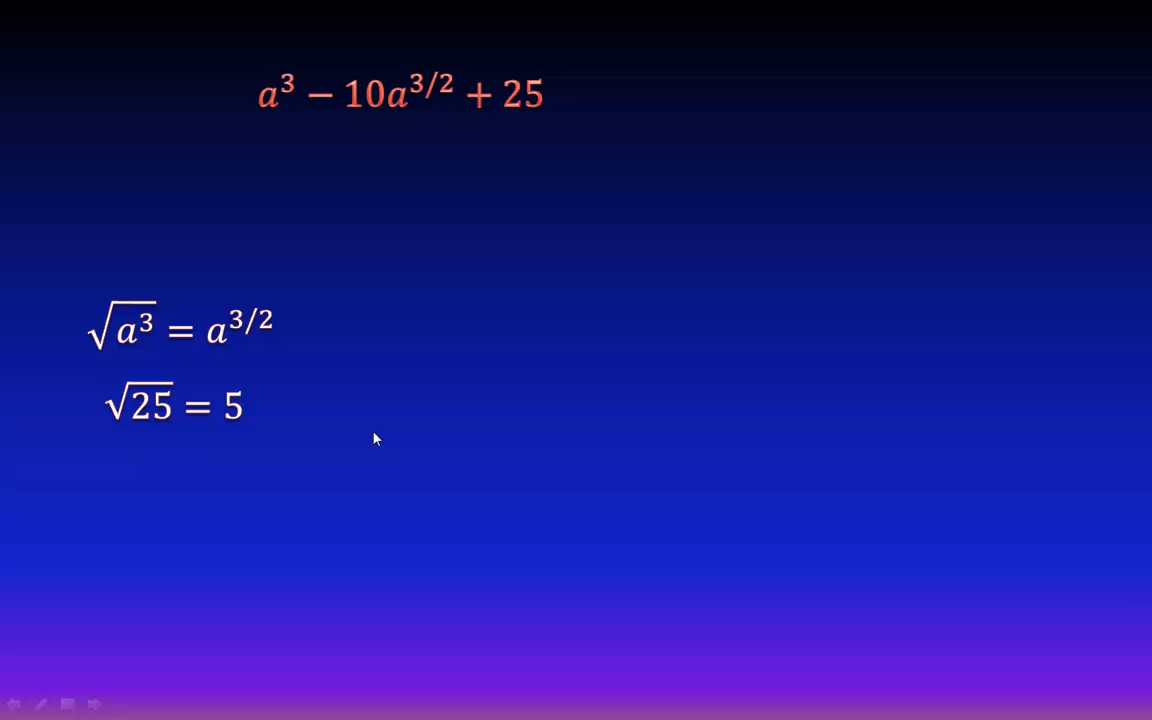 a³ − 10a^{3/2} + 25
√a³ = a^{3/2}
√25 = 5